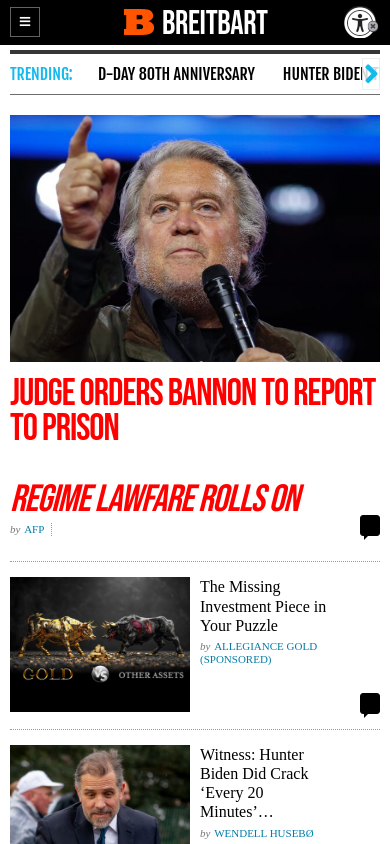 BREITBART
TRENDING:
D-DAY 80TH ANNIVERSARY
HUNTER BIDEN
JUDGE ORDERS BANNON TO REPORT
TO PRISON
REGIME LAWFARE ROLLS ON
by AFP
The Missing
Investment Piece in
Your Puzzle
by ALLEGIANCE GOLD
(SPONSORED)
GOLD VS OTHER ASSETS
Witness: Hunter
Biden Did Crack
‘Every 20
Minutes’…
by WENDELL HUSEBØ